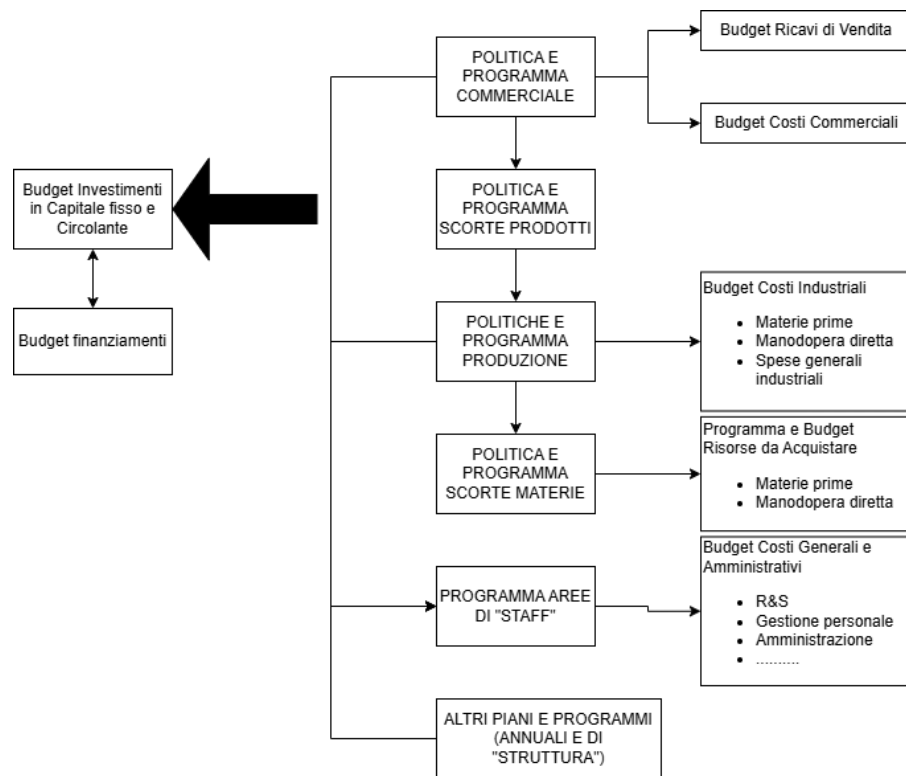 POLITICA E
PROGRAMMA
COMMERCIALE
Budget Ricavi di Vendita
Budget Costi Commerciali
Budget Investimenti
in Capitale fisso e
Circolante
POLITICA E
PROGRAMMA
SCORTE PRODOTTI
Budget finanziamenti
POLITICHE E
PROGRAMMA
PRODUZIONE
Budget Costi Industriali
Materie prime
Manodopera diretta
Spese generali
industriali
POLITICA E
PROGRAMMA
SCORTE MATERIE
Programma e Budget
Risorse da Acquistare
Materie prime
Manodopera diretta
PROGRAMMA AREE
DI "STAFF"
Budget Costi Generali e
Amministrativi
R&S
Gestione personale
Amministrazione
..........
ALTRI PIANI E PROGRAMMI
(ANNUALI E DI
"STRUTTURA")